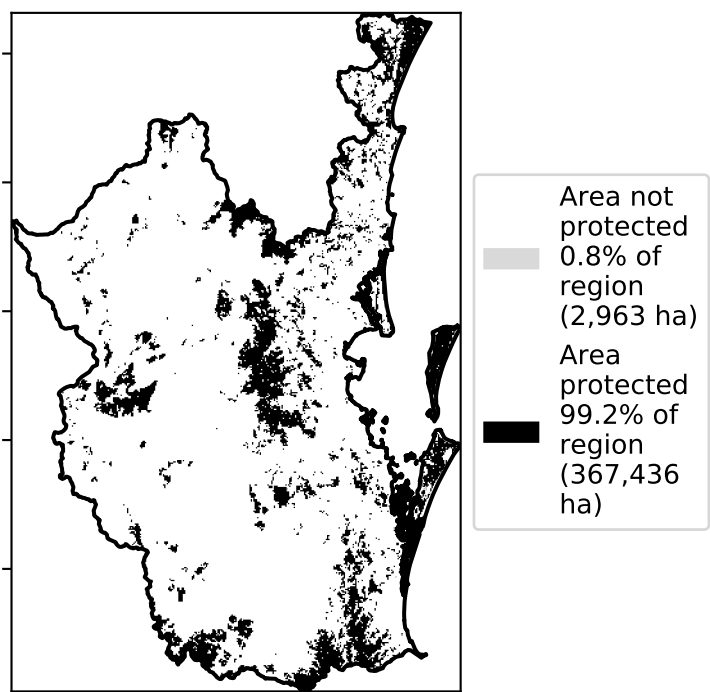 Area not
protected
0.8% of
region
(2,963 ha)
Area
protected
99.2% of
region
(367,436
ha)